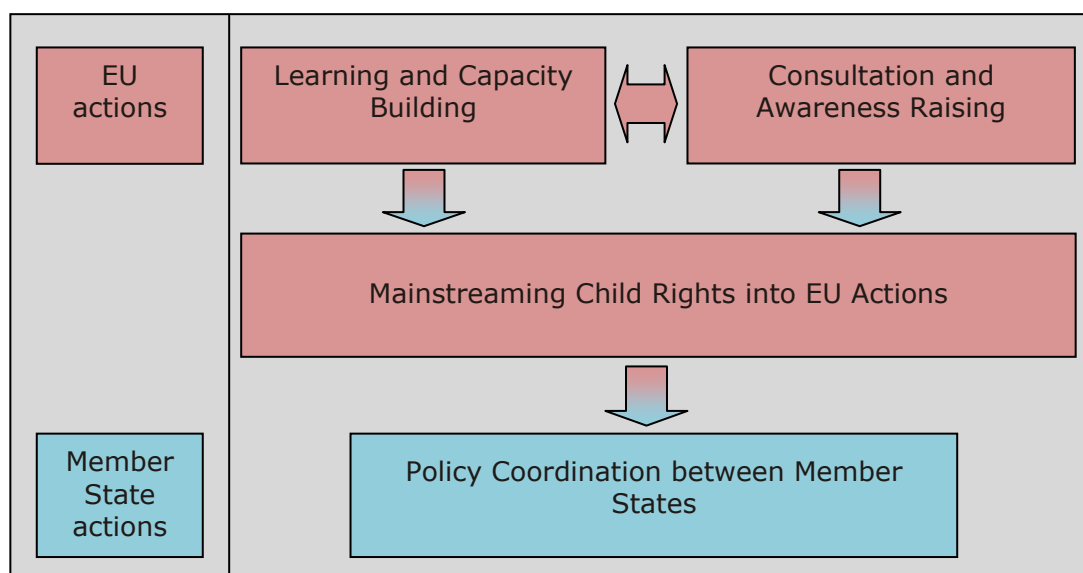 EU
actions
Learning and Capacity
Building
Consultation and
Awareness Raising
Mainstreaming Child Rights into EU Actions
Member
State
actions
Policy Coordination between Member
States